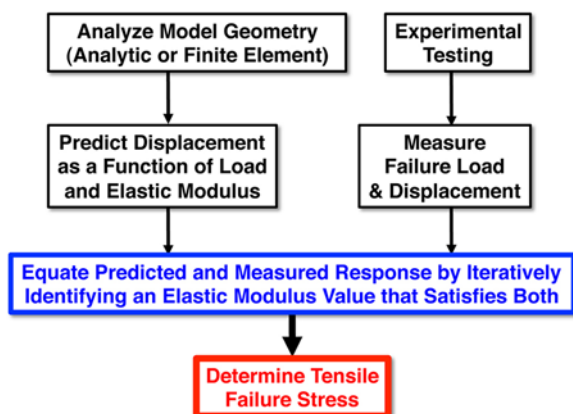 Analyze Model Geometry
(Analytic or Finite Element)
Experimental
Testing
Predict Displacement
as a Function of Load
and Elastic Modulus
Measure
Failure Load
& Displacement
Equate Predicted and Measured Response by Iteratively
Identifying an Elastic Modulus Value that Satisfies Both
Determine Tensile
Failure Stress